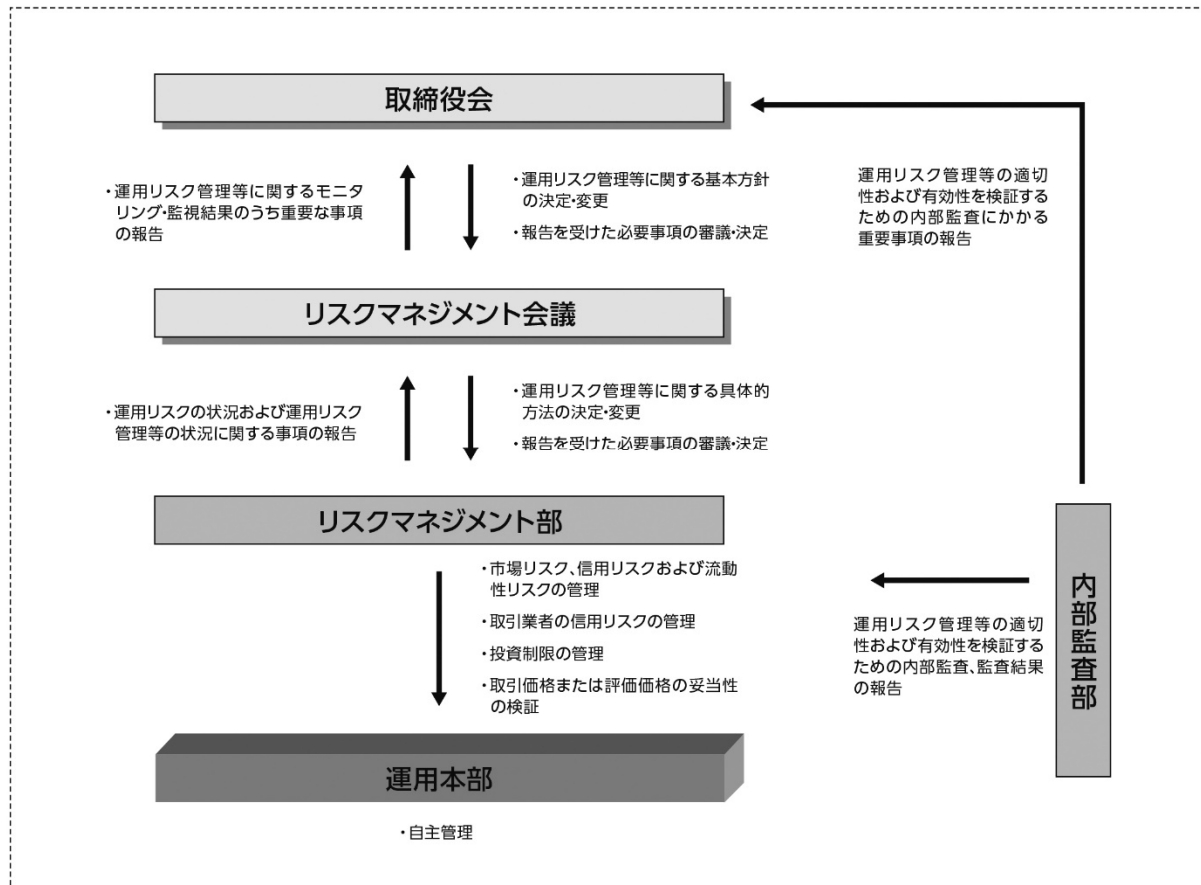 取締役会
・運用リスク管理等に関するモニタ
リング・監視結果のうち重要な事項
の報告
・運用リスク管理等に関する基本方針
の決定・変更
・報告を受けた必要事項の審議・決定
運用リスク管理等の適切
性および有効性を検証する
ための内部監査にかかる
重要事項の報告
リスクマネジメント会議
・運用リスクの状況および運用リスク
管理等の状況に関する事項の報告
・運用リスク管理等に関する具体的
方法の決定・変更
・報告を受けた必要事項の審議・決定
リスクマネジメント部
・市場リスク、信用リスクおよび流動
性リスクの管理
・取引業者の信用リスクの管理
・投資制限の管理
・取引価格または評価価格の妥当性
の検証
運用リスク管理等の適切
性および有効性を検証する
ための内部監査、監査結果
の報告
内部監査部
運用本部
・自主管理